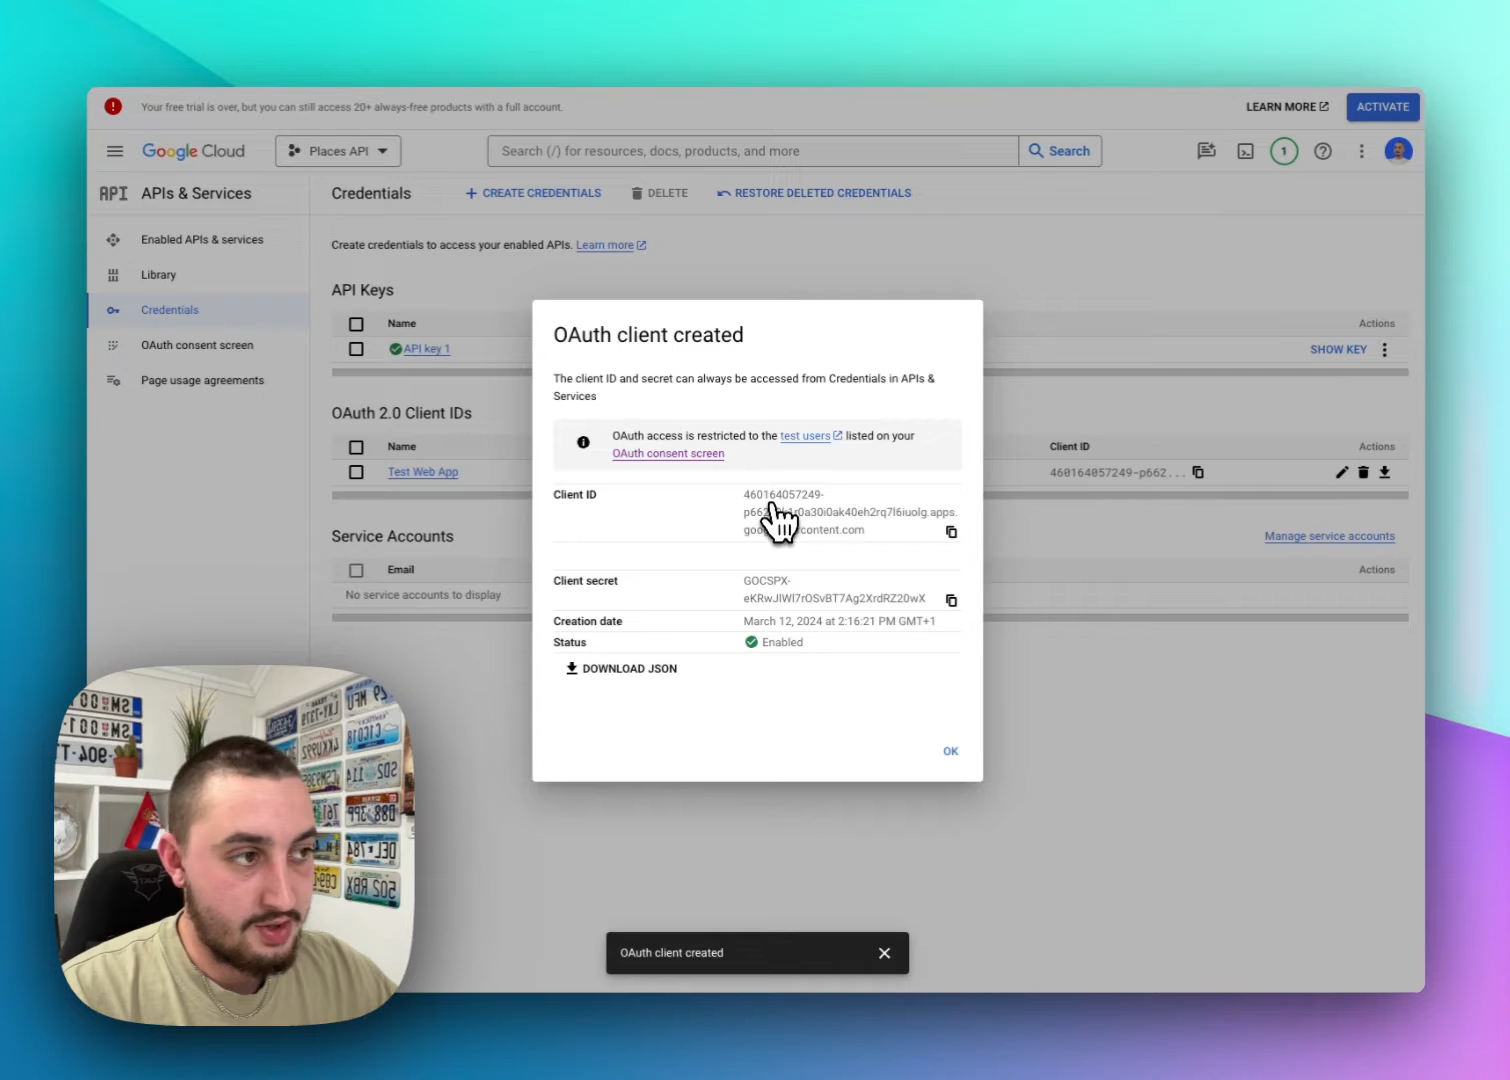 Your free trial is over, but you can still access 20+ always-free products with a full account.
LEARN MORE
ACTIVATE
Google Cloud
Places API
Search (/) for resources, docs, products, and more
Search
1
API
APIs & Services
Credentials
CREATE CREDENTIALS
DELETE
RESTORE DELETED CREDENTIALS
Enabled APIs & services
Library
Credentials
OAuth consent screen
Page usage agreements
Create credentials to access your enabled APIs. Learn more
API Keys
Name
Actions
API key 1
SHOW KEY
OAuth 2.0 Client IDs
Name
Client ID
Actions
Test Web App
460164057249-p662...
Service Accounts
Manage service accounts
Email
Actions
No service accounts to display
OAuth client created
The client ID and secret can always be accessed from Credentials in APIs &
Services
OAuth access is restricted to the test users listed on your
OAuth consent screen
Client ID
460164057249-
content.com
Client secret
GOCSPX-
eKRwJIWl7rOSvBT7Ag2XrdRZ20wX
Creation date
March 12, 2024 at 2:16:21 PM GMT+1
Status
Enabled
DOWNLOAD JSON
OK
OAuth client created